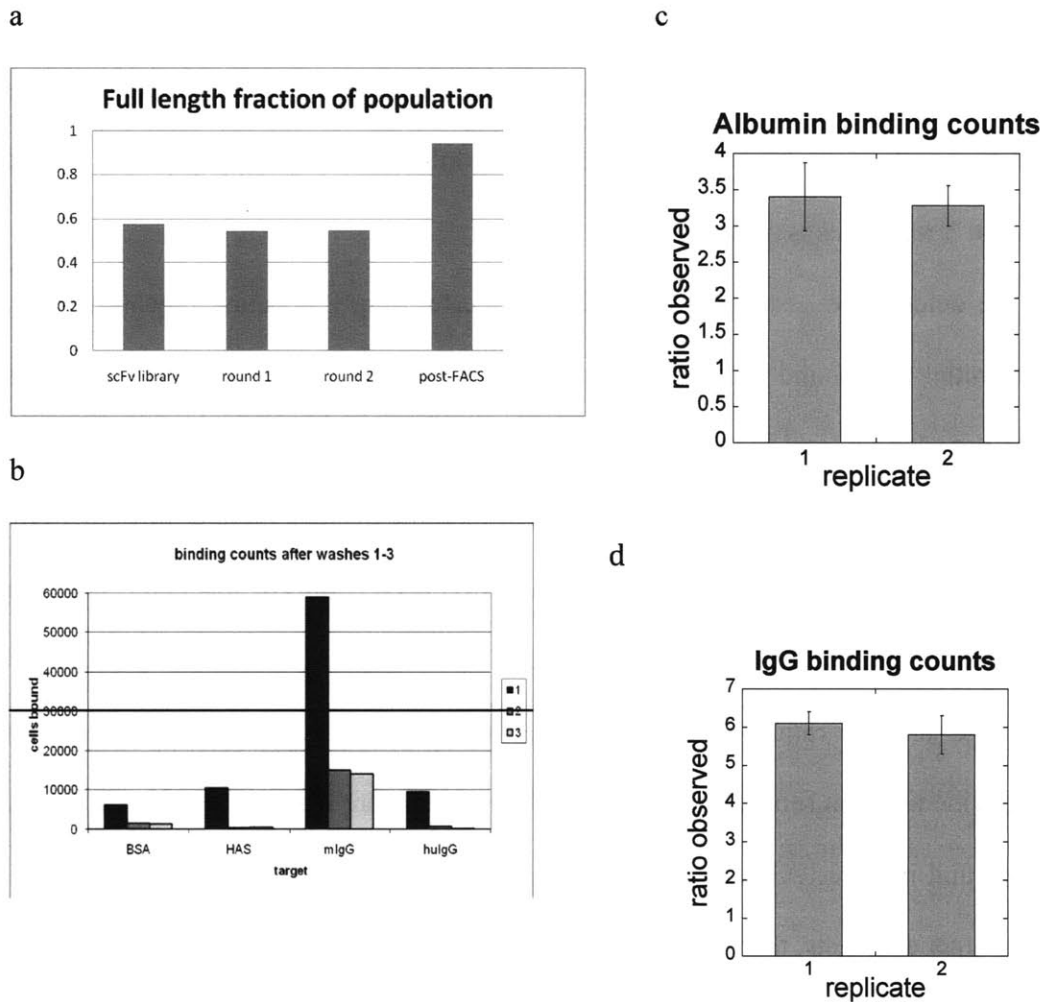 a
Full length fraction of population
1
0.8
0.6
0.4
0.2
0
scFv library round 1 round 2 post-FACS
b
binding counts after washes 1-3
60000
50000
40000
30000
20000
10000
0
cells bound
BSA HAS mIgG huIgG
target
1
2
3
c
Albumin binding counts
4
3.5
3
2.5
2
1.5
1
0.5
0
ratio observed
1 2
replicate
d
IgG binding counts
7
6
5
4
3
2
1
0
ratio observed
1 2
replicate